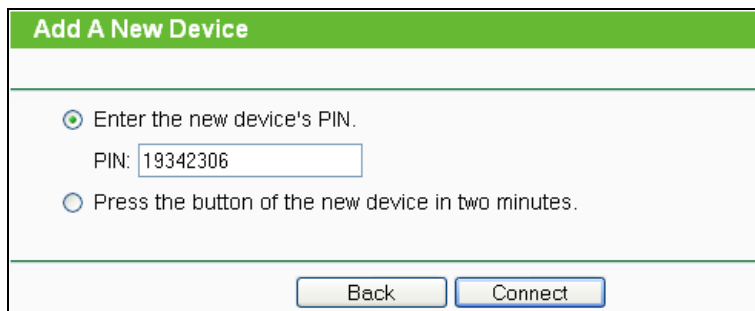 Add A New Device
Enter the new device's PIN.
PIN: 19342306
Press the button of the new device in two minutes.
Back Connect